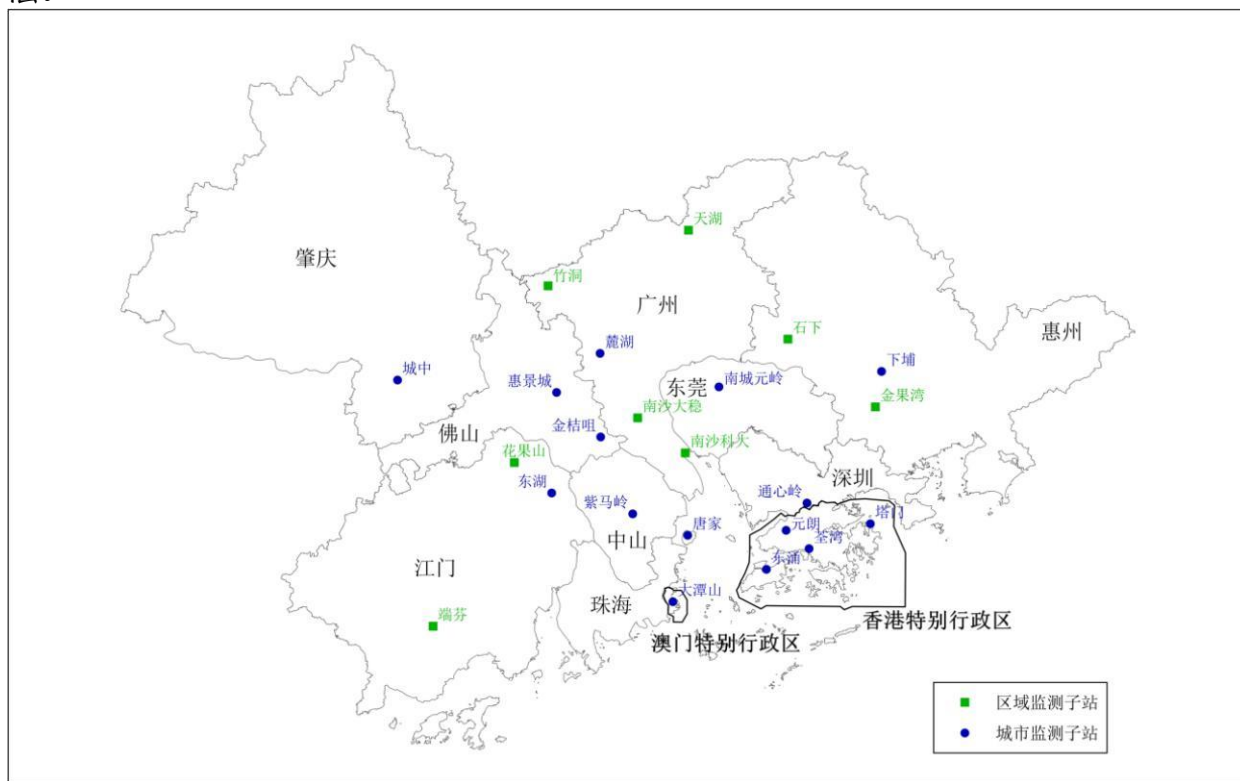 天湖
肇庆
竹洞
广州
石下
惠州
麓湖
下埔
城中
惠景城
东莞
南城元岭
金果湾
南沙大稳
佛山
金桔咀
花果山
南沙科大
东湖
深圳
通心岭
紫马岭
塔门
元朗
唐家
中山
荃湾
东涌
江门
大潭山
珠海
端芬
香港特别行政区
澳门特别行政区
区域监测子站
城市监测子站